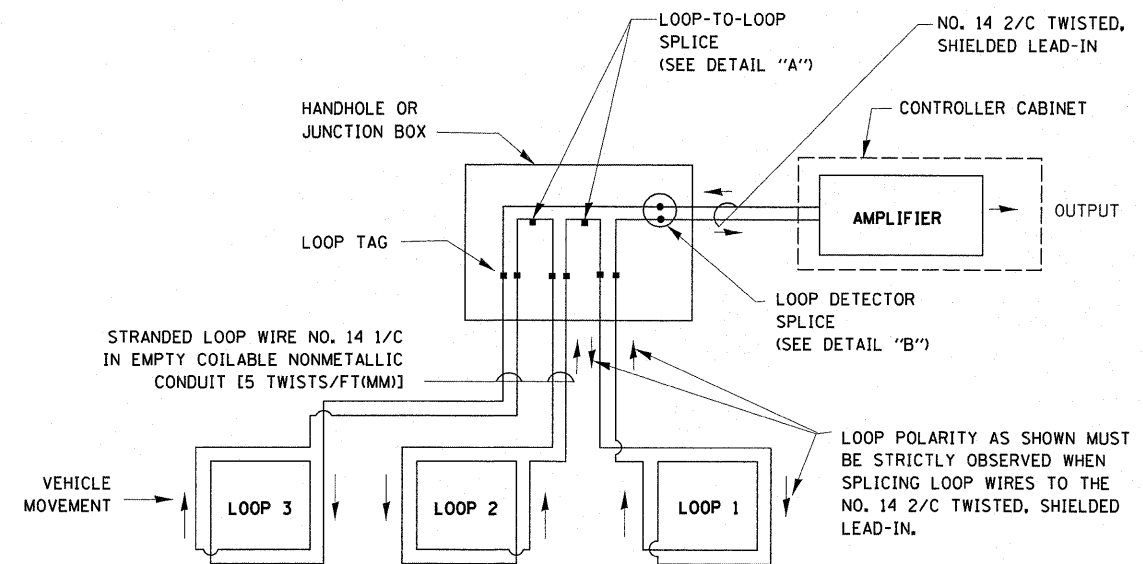 LOOP-TO-LOOP
SPLICE
(SEE DETAIL "A")
NO. 14 2/C TWISTED,
SHIELDED LEAD-IN
HANDHOLE OR
JUNCTION BOX
CONTROLLER CABINET
AMPLIFIER
OUTPUT
LOOP TAG
LOOP DETECTOR
SPLICE
(SEE DETAIL "B")
STRANDED LOOP WIRE NO. 14 1/C
IN EMPTY COILABLE NONMETALLIC
CONDUIT [5 TWISTS/FT(MM)]
LOOP POLARITY AS SHOWN MUST
BE STRICTLY OBSERVED WHEN
SPLICING LOOP WIRES TO THE
NO. 14 2/C TWISTED, SHIELDED
LEAD-IN.
VEHICLE
MOVEMENT
LOOP 3
LOOP 2
LOOP 1